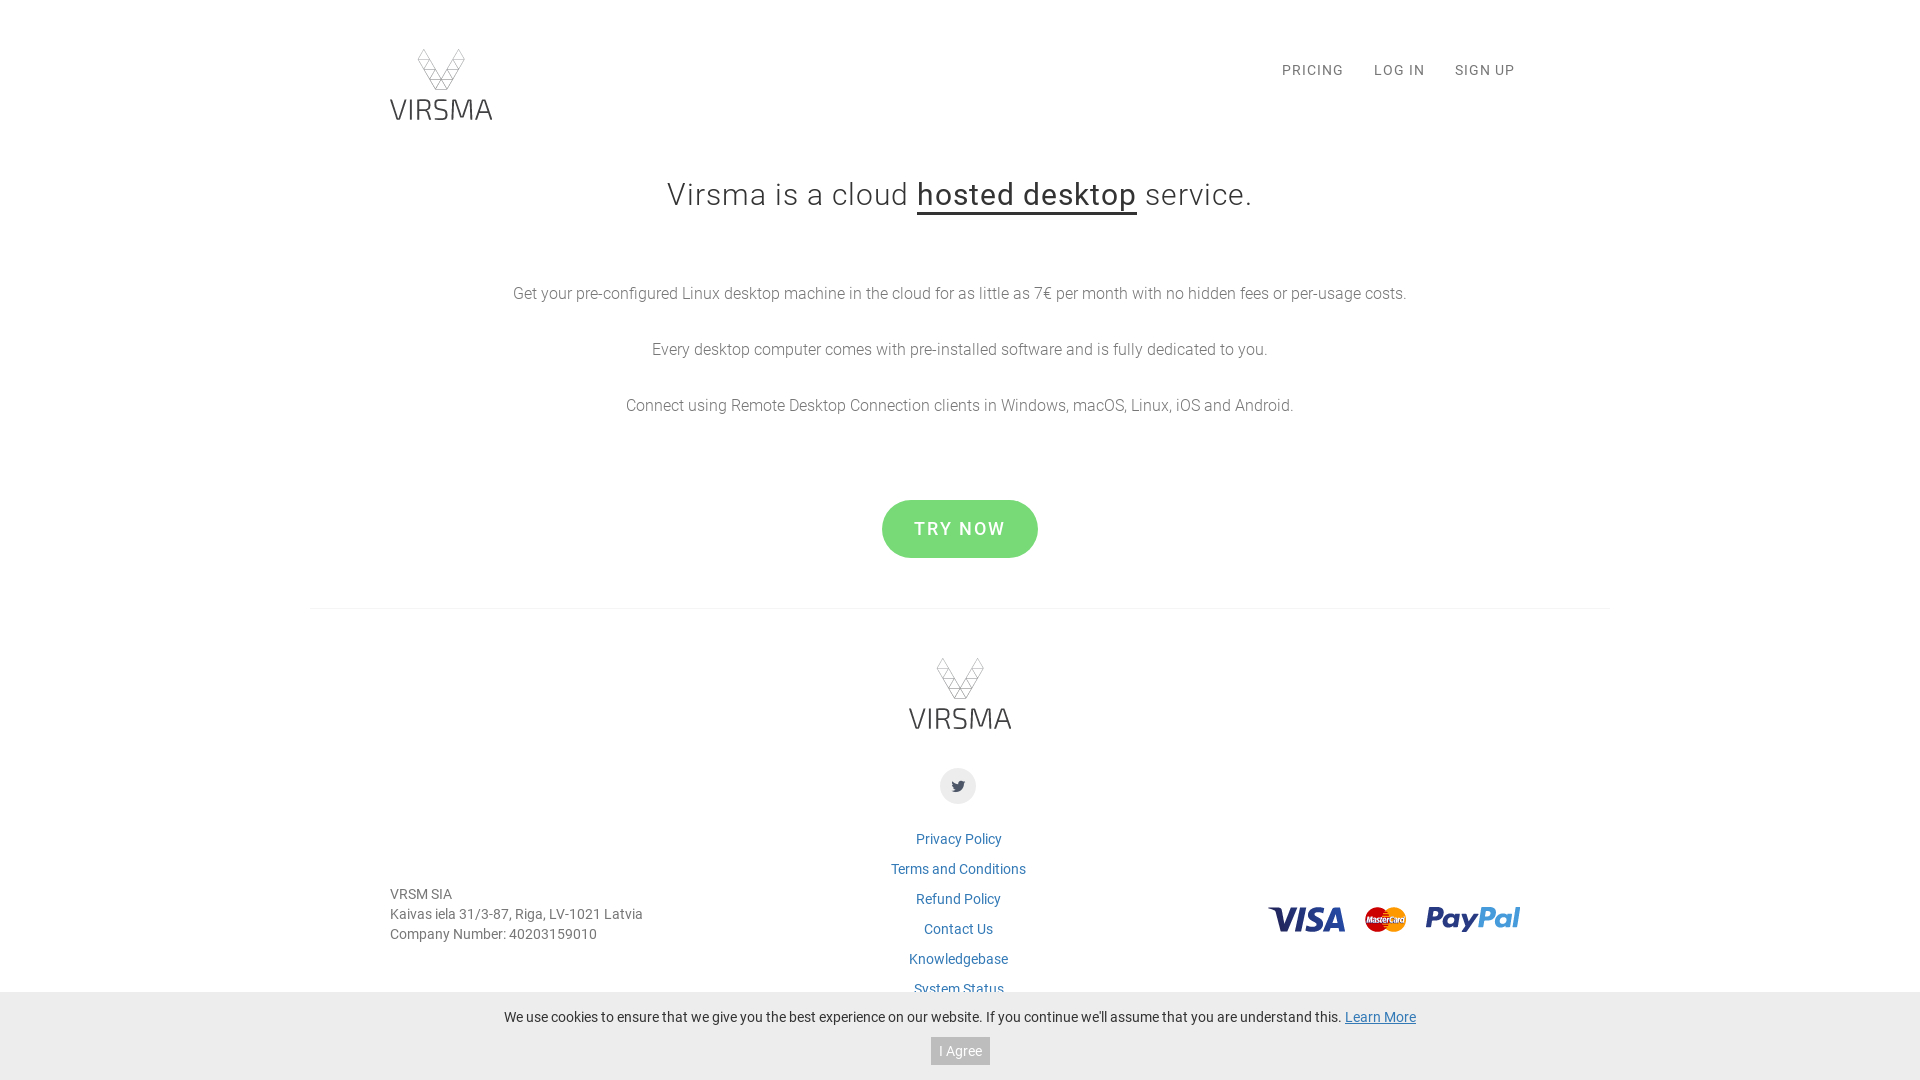 VIRSMA
PRICING
LOG IN
SIGN UP
Virsma is a cloud hosted desktop service.
Get your pre-configured Linux desktop machine in the cloud for as little as 7€ per month with no hidden fees or per-usage costs.
Every desktop computer comes with pre-installed software and is fully dedicated to you.
Connect using Remote Desktop Connection clients in Windows, macOS, Linux, iOS and Android.
TRY NOW
VIRSMA
Privacy Policy
Terms and Conditions
Refund Policy
Contact Us
Knowledgebase
System Status
VRSM SIA
Kaivas iela 31/3-87, Riga, LV-1021 Latvia
Company Number: 40203159010
VISA
MasterCard
PayPal
We use cookies to ensure that we give you the best experience on our website. If you continue we'll assume that you are understand this. Learn More
I Agree